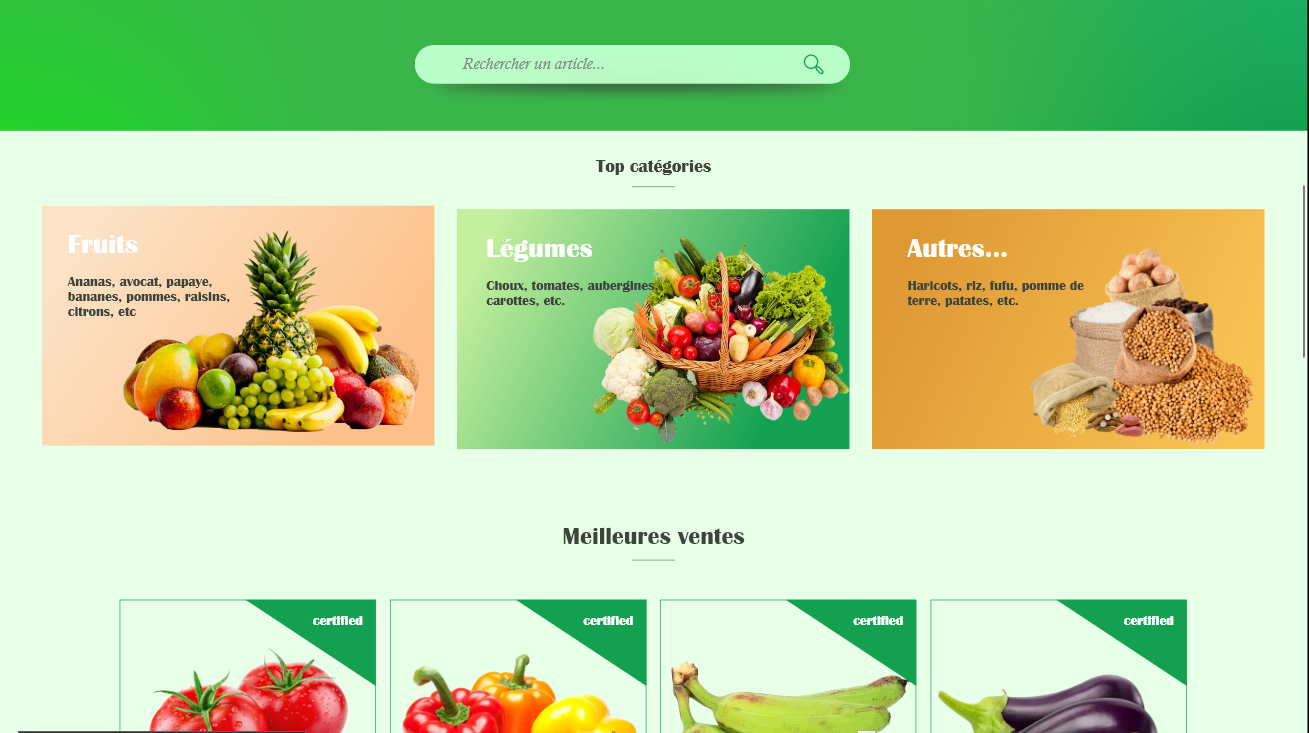 Rechercher un article...
Top catégories
Fruits
Ananas, avocat, papaye,
bananes, pommes, raisins,
citrons, etc
Légumes
Choux, tomates, aubergines,
carottes, etc.
Autres...
Haricots, riz, fufu, pomme de
terre, patates, etc.
Meilleures ventes
certified
certified
certified
certified